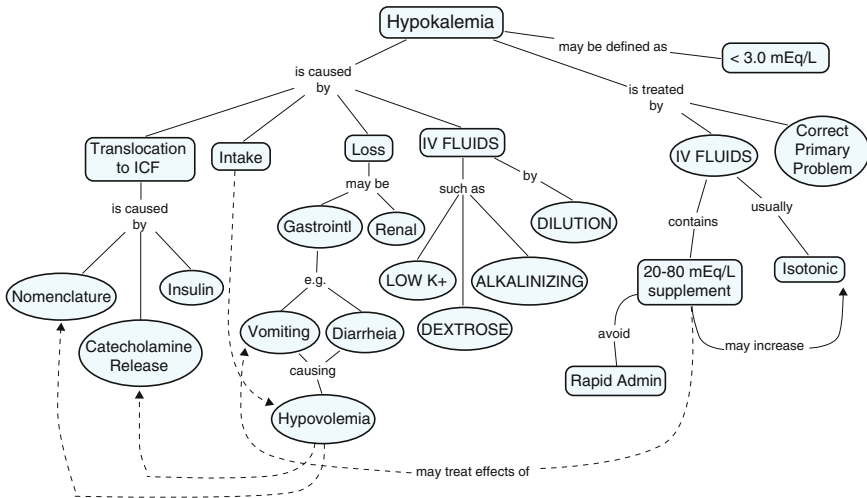 Hypokalemia
may be defined as
< 3.0 mEq/L
is caused
by
is treated
by
Translocation
to ICF
Intake
Loss
IV FLUIDS
IV FLUIDS
Correct
Primary
Problem
is caused
by
may be
such as
by
contains
usually
Gastrointl
Renal
DILUTION
Nomenclature
Insulin
e.g.
LOW K+
ALKALINIZING
20-80 mEq/L
supplement
Isotonic
Catecholamine
Release
Vomiting
Diarrheia
DEXTROSE
avoid
may increase
causing
Rapid Admin
Hypovolemia
may treat effects of